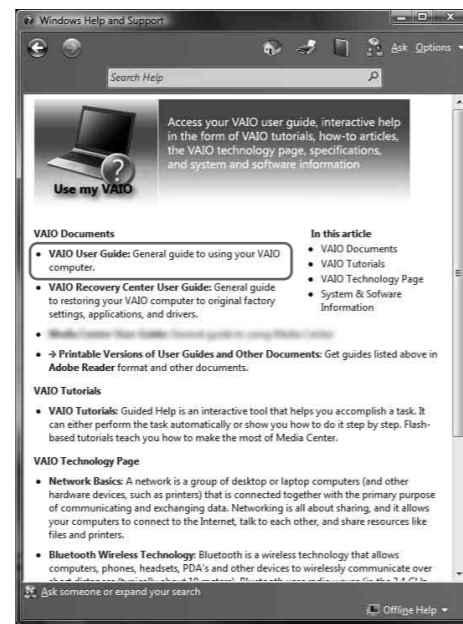 Windows Help and Support
Ask Options
Search Help
Access your VAIO user guide, interactive help
in the form of VAIO tutorials, how-to articles,
the VAIO technology page, specifications,
and system and software information
Use my VAIO
VAIO Documents
• VAIO User Guide: General guide to using your VAIO
computer.
• VAIO Recovery Center User Guide: General guide
to restoring your VAIO computer to original factory
settings, applications, and drivers.
In this article
• VAIO Documents
• VAIO Tutorials
• VAIO Technology Page
• System & Sofware
Information
• → Printable Versions of User Guides and Other Documents: Get guides listed above in
Adobe Reader format and other documents.
VAIO Tutorials
• VAIO Tutorials: Guided Help is an interactive tool that helps you accomplish a task. It
can either perform the task automatically or show you how to do it step by step. Flash-
based tutorials teach you how to make the most of Media Center.
VAIO Technology Page
• Network Basics: A network is a group of desktop or laptop computers (and other
hardware devices, such as printers) that is connected together with the primary purpose
of communicating and exchanging data. Networking is all about sharing, and it allows
your computers to connect to the Internet, talk to each other, and share resources like
files and printers.
• Bluetooth Wireless Technology: Bluetooth is a wireless technology that allows
computers, phones, headsets, PDA's and other devices to wirelessly communicate over
Ask someone or expand your search
Offline Help